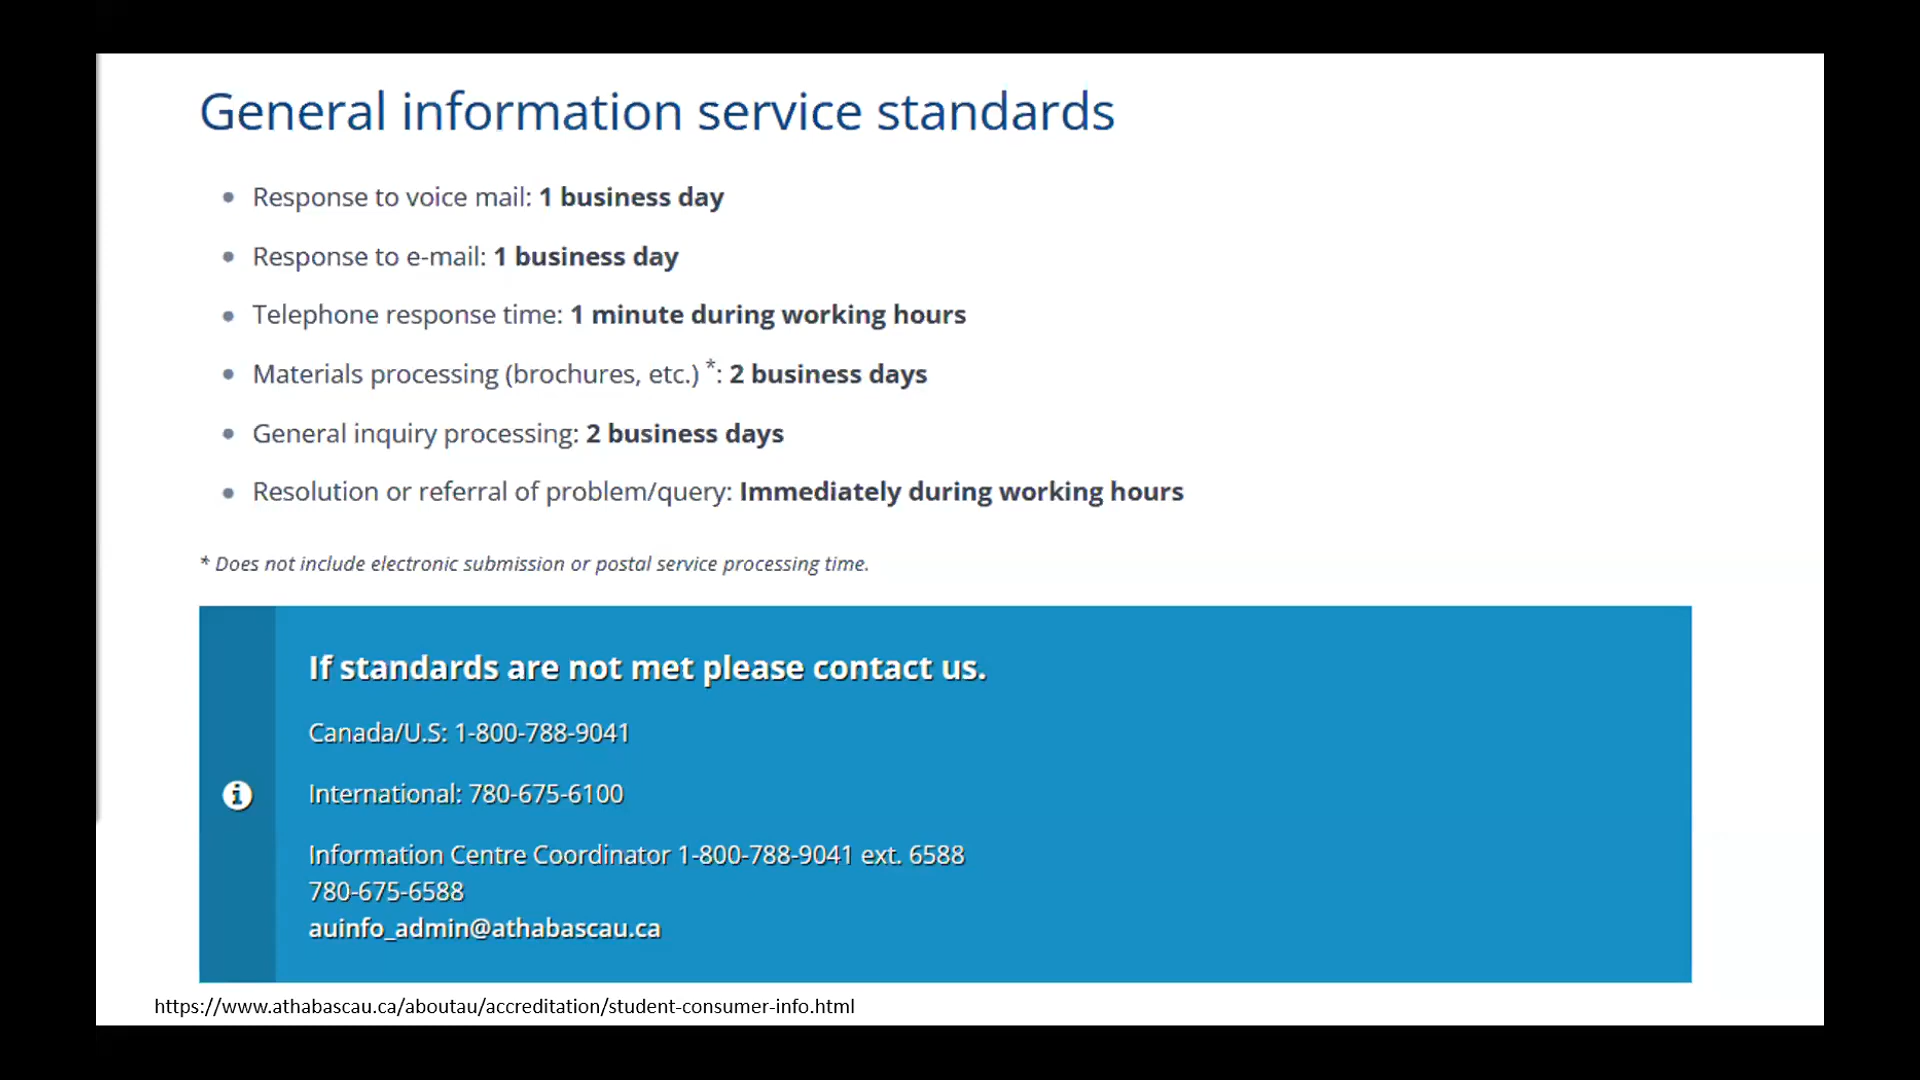 General information service standards
• Response to voice mail: 1 business day
• Response to e-mail: 1 business day
• Telephone response time: 1 minute during working hours
• Materials processing (brochures, etc.) *: 2 business days
• General inquiry processing: 2 business days
• Resolution or referral of problem/query: Immediately during working hours
* Does not include electronic submission or postal service processing time.
If standards are not met please contact us.
Canada/U.S: 1-800-788-9041
International: 780-675-6100
Information Centre Coordinator 1-800-788-9041 ext. 6588
780-675-6588
auinfo_admin@athabascau.ca
https://www.athabascau.ca/aboutau/accreditation/student-consumer-info.html